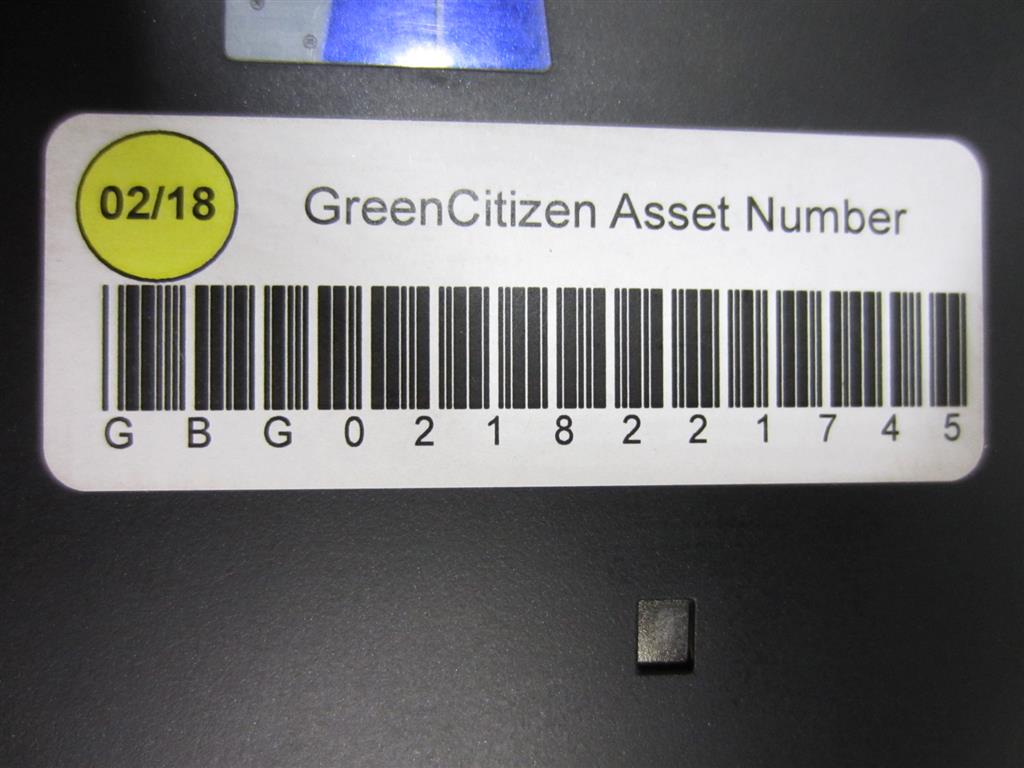 02/18
GreenCitizen Asset Number
G B G 0 2 1 8 2 2 1 7 4 5